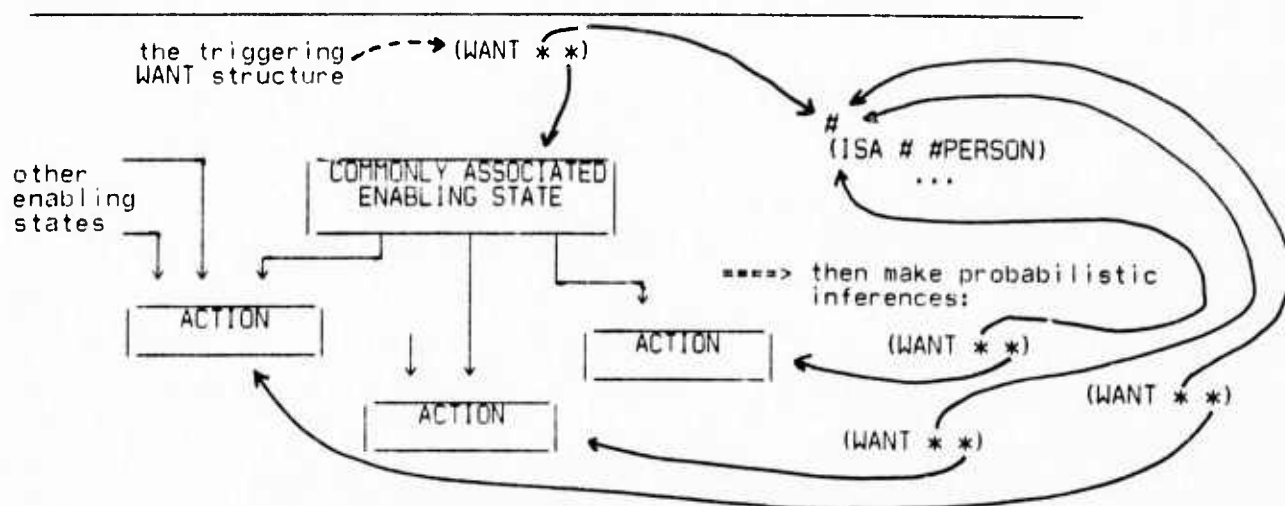 the triggering
WANT structure
(WANT * *)
#
(ISA # #PERSON)
...
other
enabling
states
COMMONLY ASSOCIATED
ENABLING STATE
====> then make probabilistic
inferences:
ACTION
ACTION
(WANT * *)
ACTION
(WANT * *)
(WANT * *)